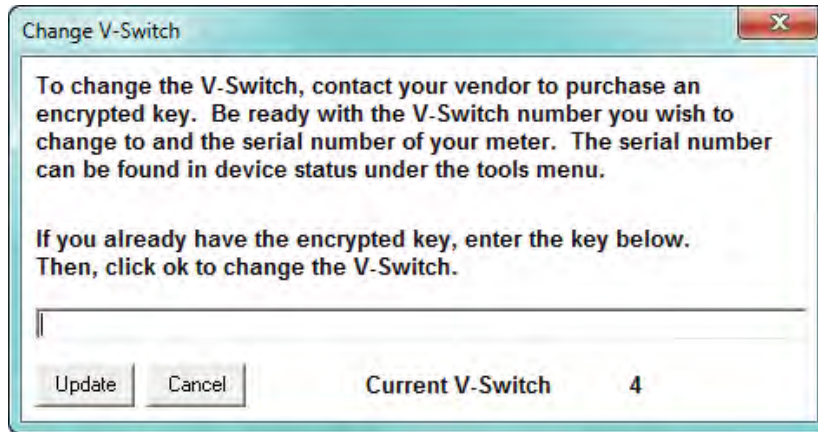 Change V-Switch
To change the V-Switch, contact your vendor to purchase an
encrypted key. Be ready with the V-Switch number you wish to
change to and the serial number of your meter. The serial number
can be found in device status under the tools menu.
If you already have the encrypted key, enter the key below.
Then, click ok to change the V-Switch.
Update Cancel Current V-Switch 4